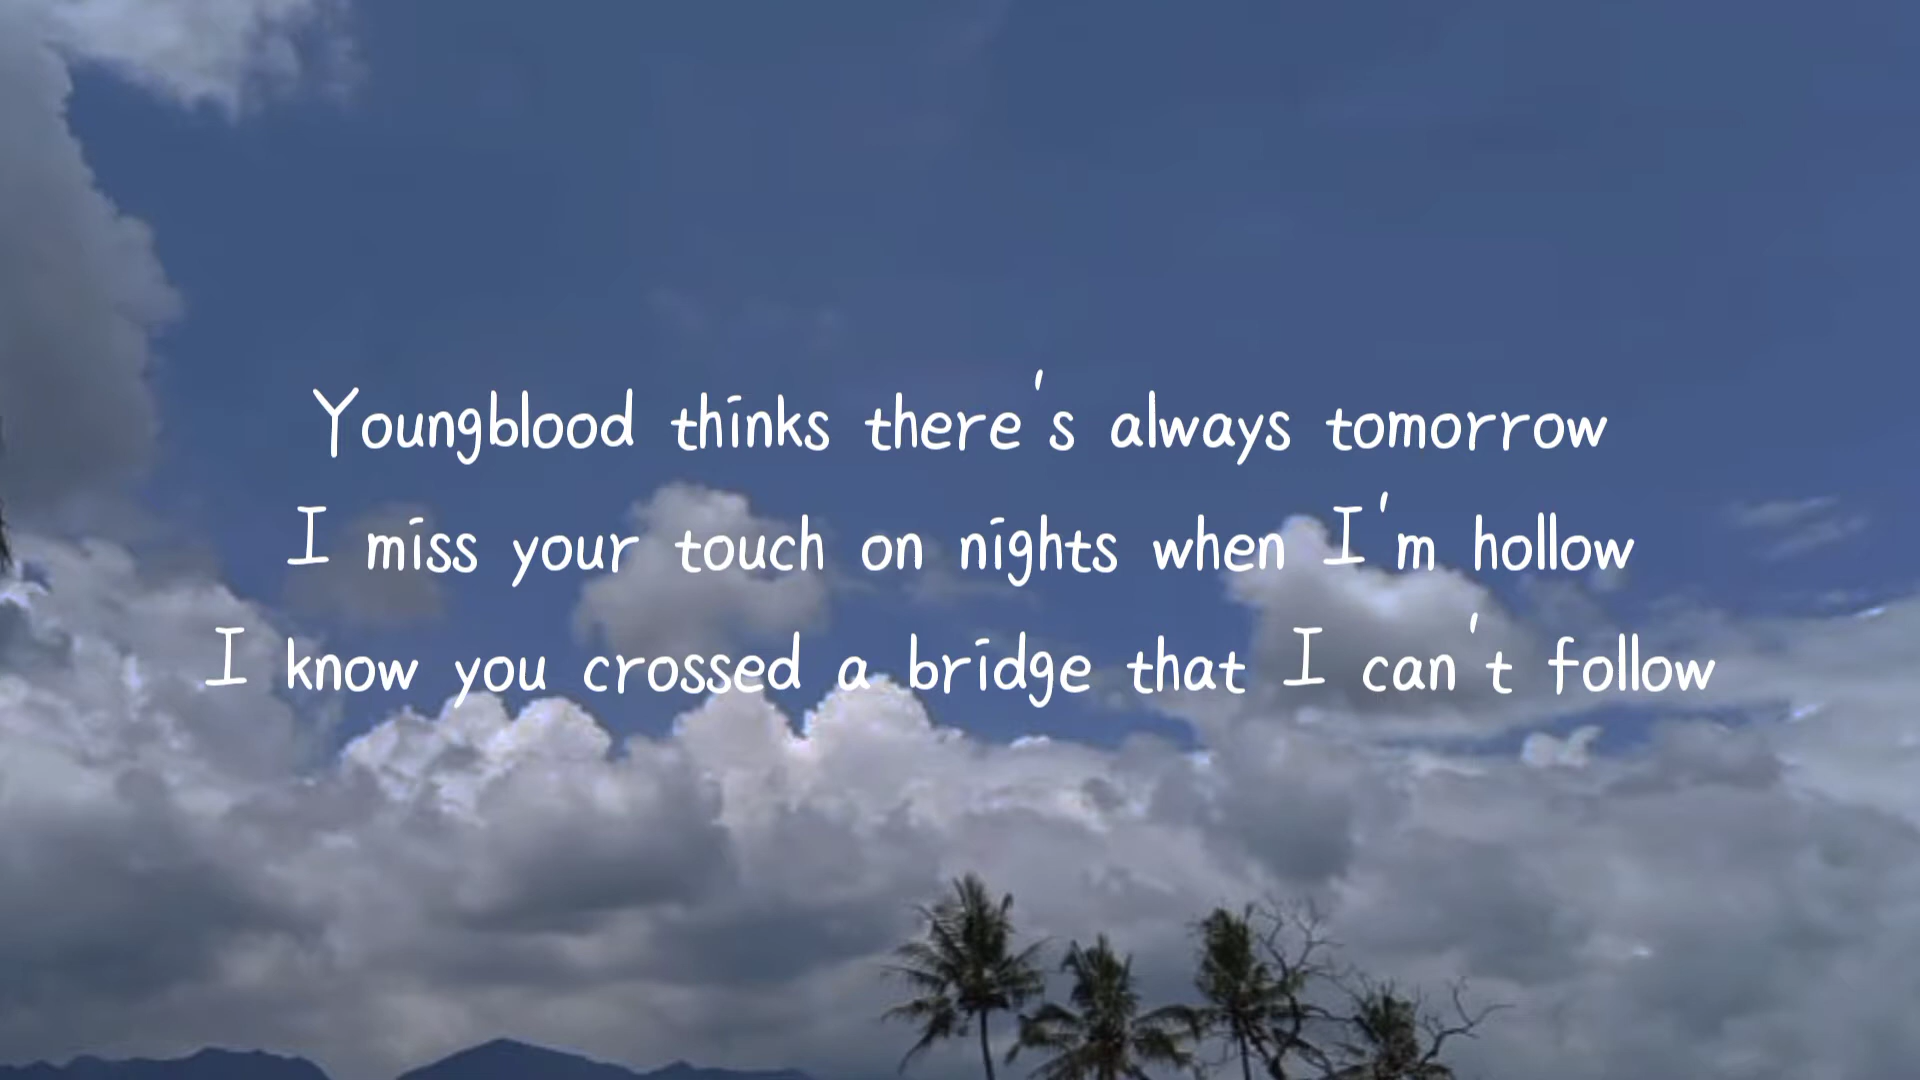 Youngblood thinks there's always tomorrow
I miss your touch on nights when I'm hollow
I know you crossed a bridge that I can't follow